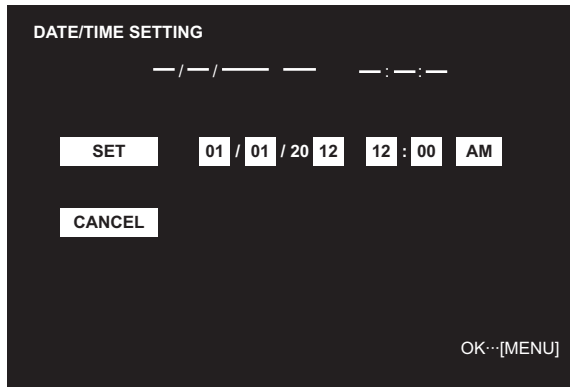 DATE/TIME SETTING
—/—/—— —— —:—:—
SET 01 / 01 / 20 12 12 : 00 AM
CANCEL
OK···[MENU]